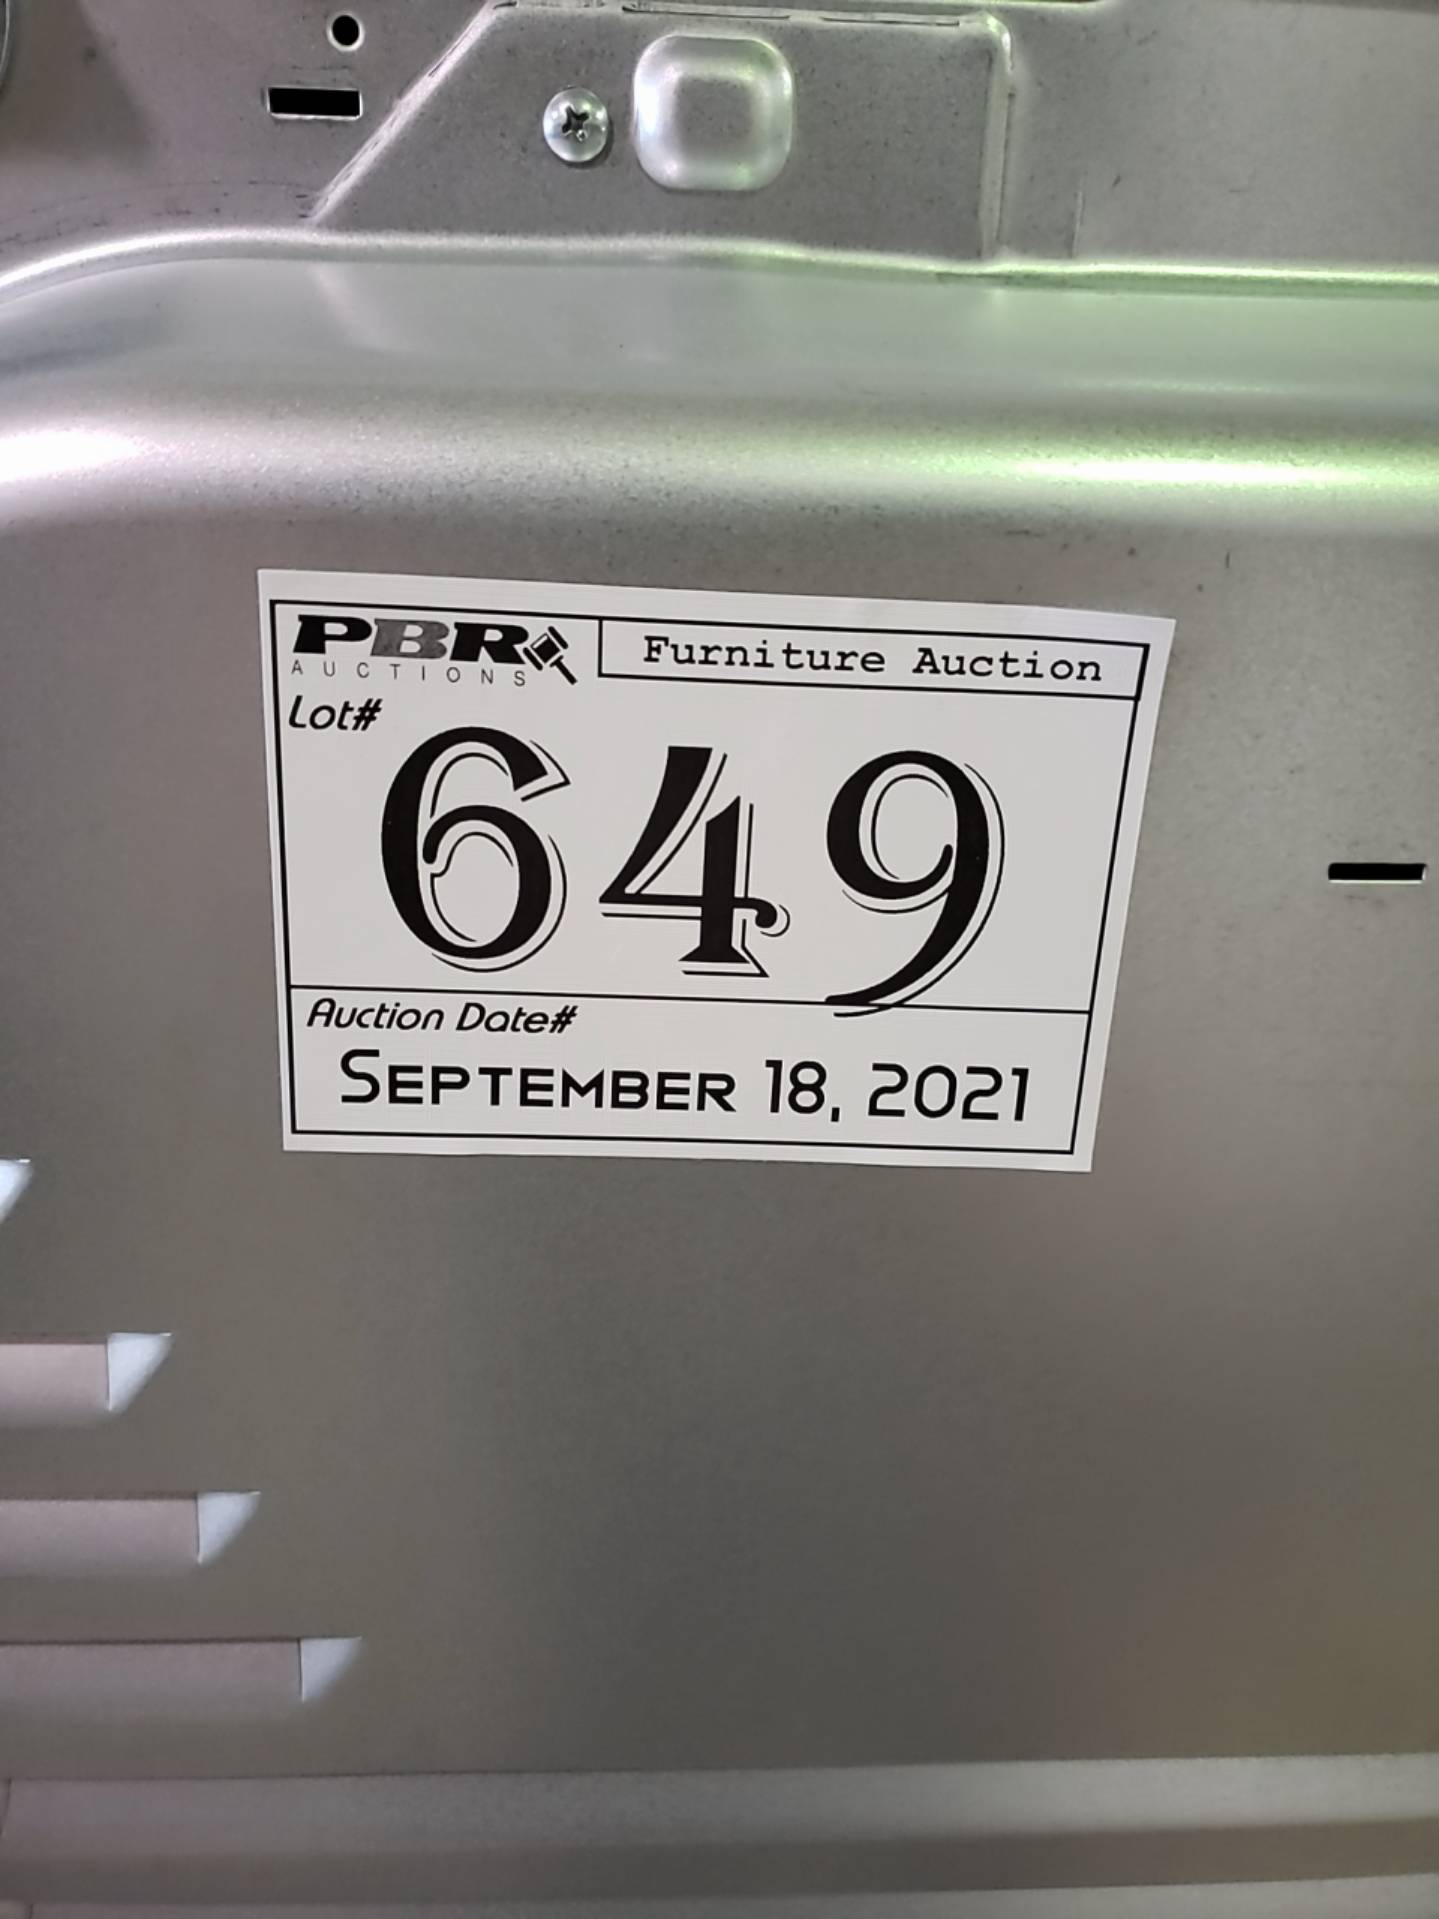 PBR
AUCTIONS
Furniture Auction
Lot#
649
Auction Date#
SEPTEMBER 18, 2021